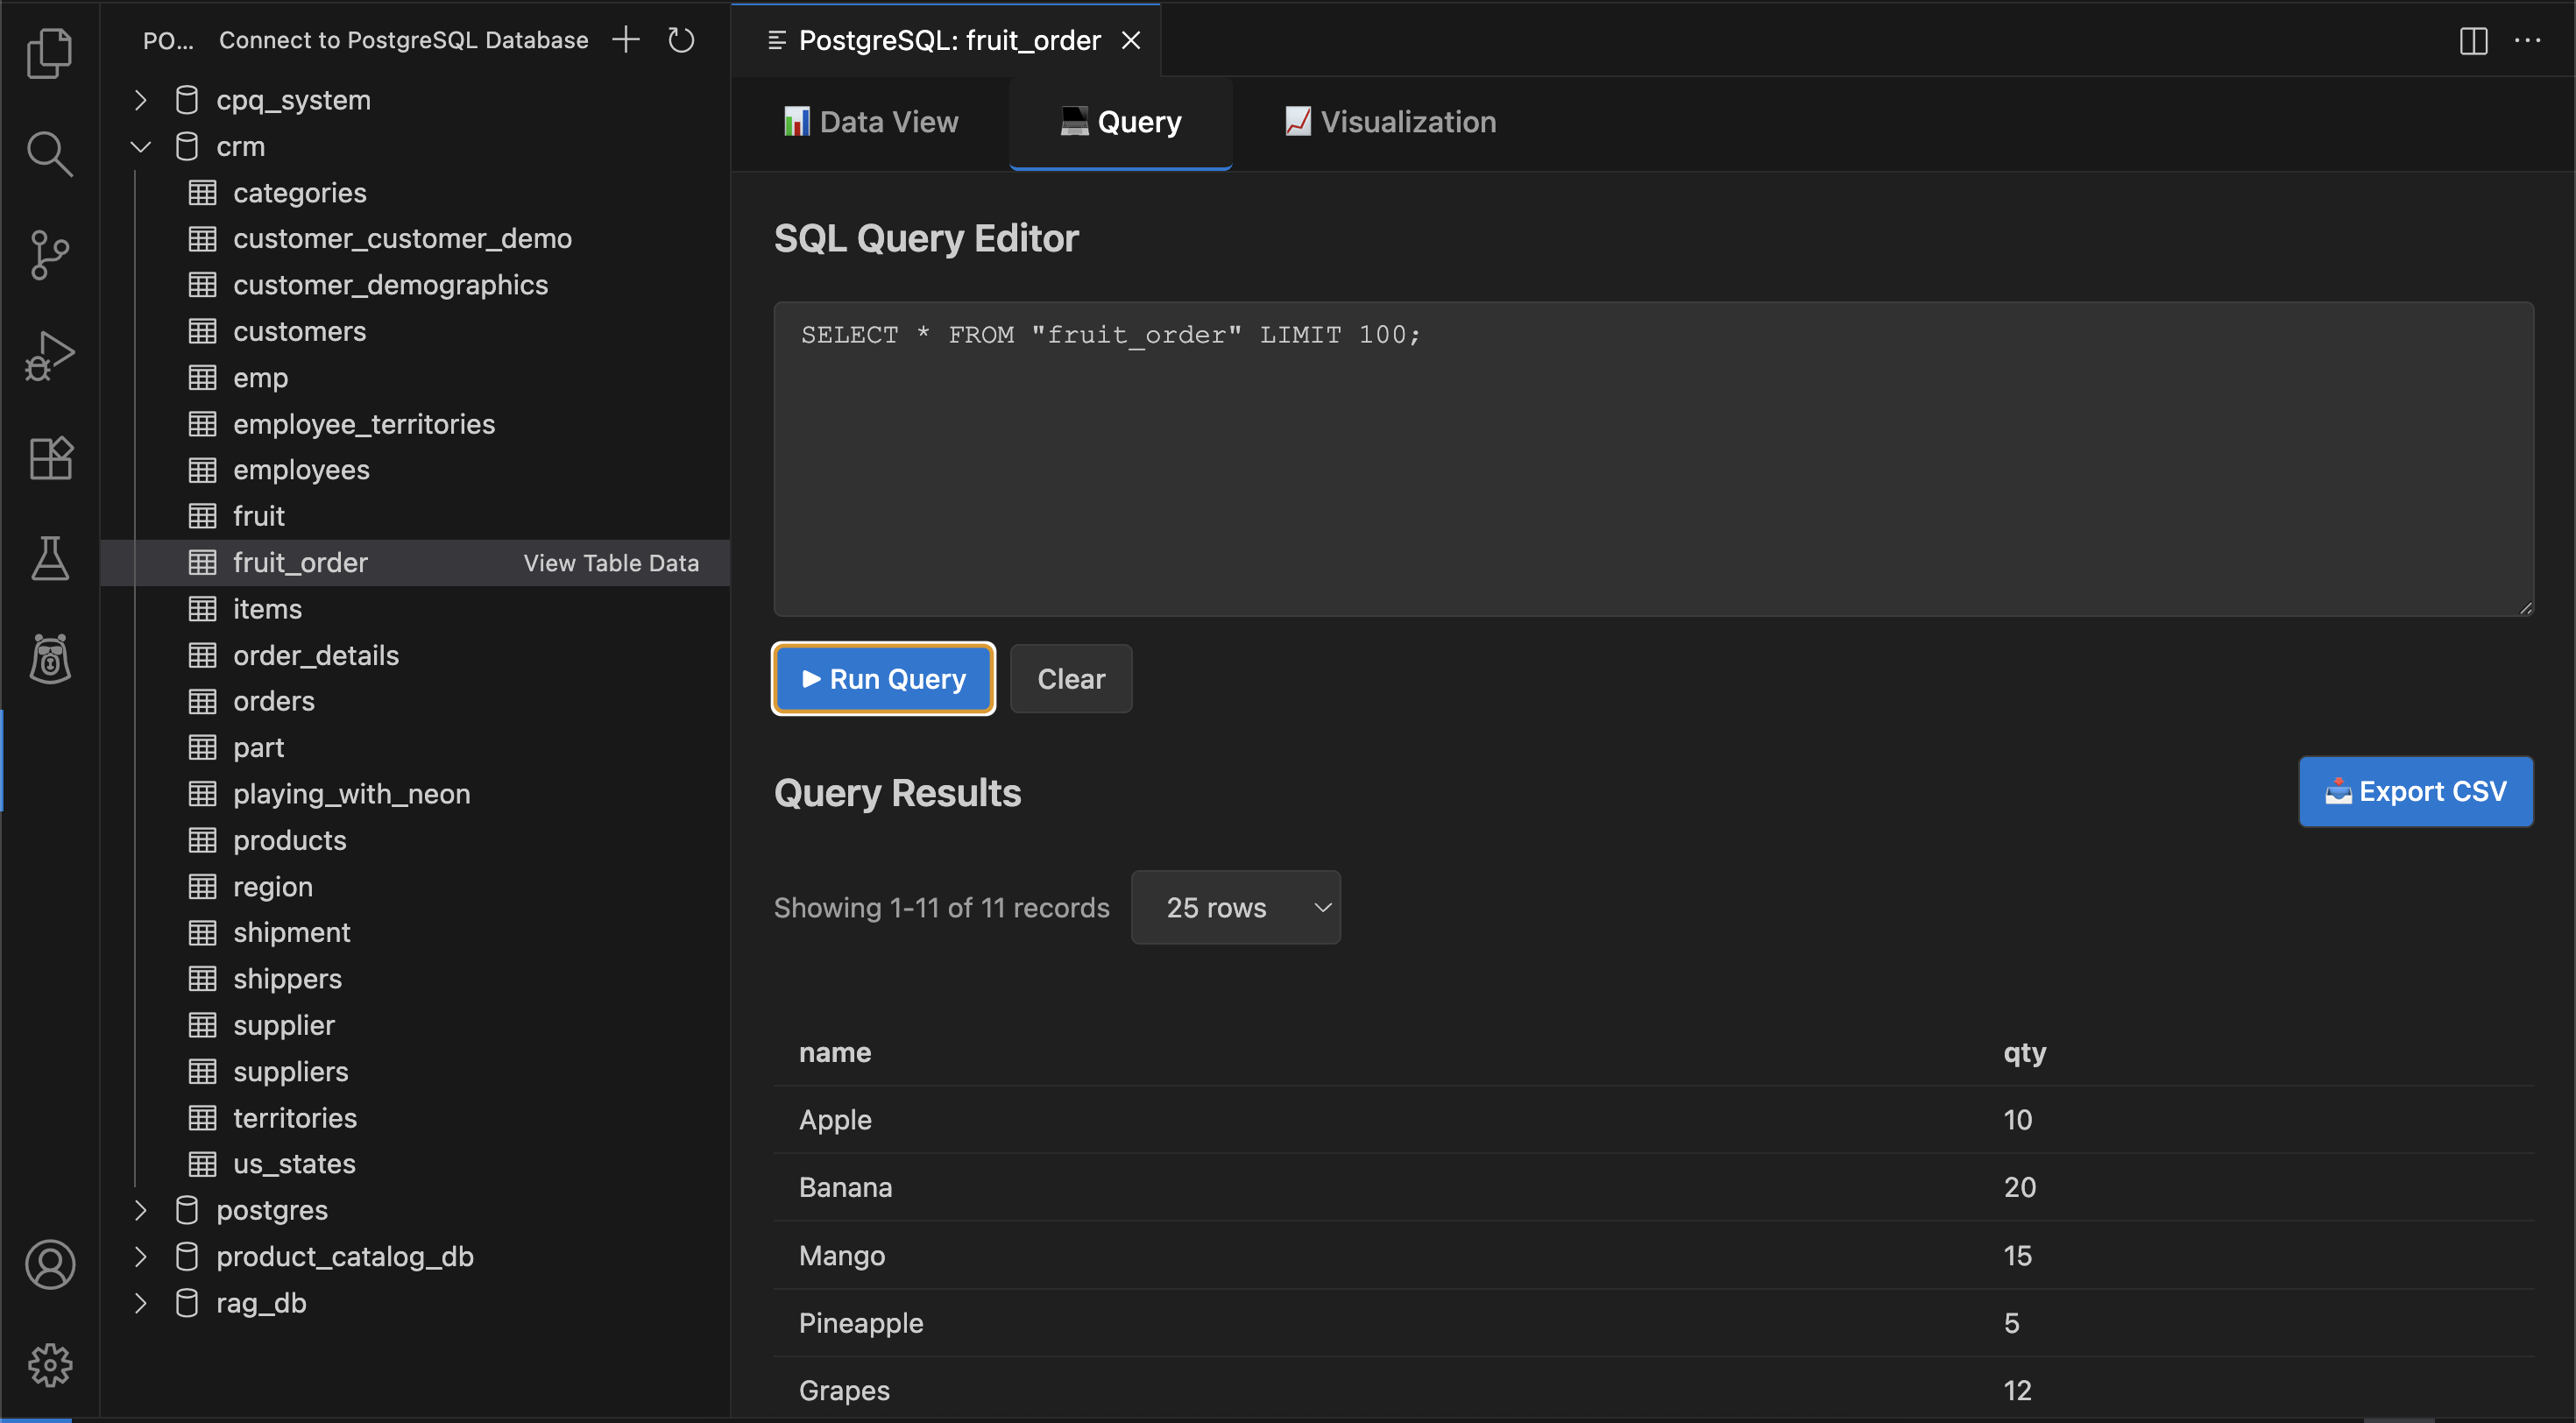 PO... Connect to PostgreSQL Database
cpq_system
crm
categories
customer_customer_demo
customer_demographics
customers
emp
employee_territories
employees
fruit
fruit_order View Table Data
items
order_details
orders
part
playing_with_neon
products
region
shipment
shippers
supplier
suppliers
territories
us_states
postgres
product_catalog_db
rag_db
PostgreSQL: fruit_order
Data View Query Visualization
SQL Query Editor
SELECT * FROM "fruit_order" LIMIT 100;
Run Query Clear
Query Results Export CSV
Showing 1-11 of 11 records 25 rows
name qty
Apple 10
Banana 20
Mango 15
Pineapple 5
Grapes 12